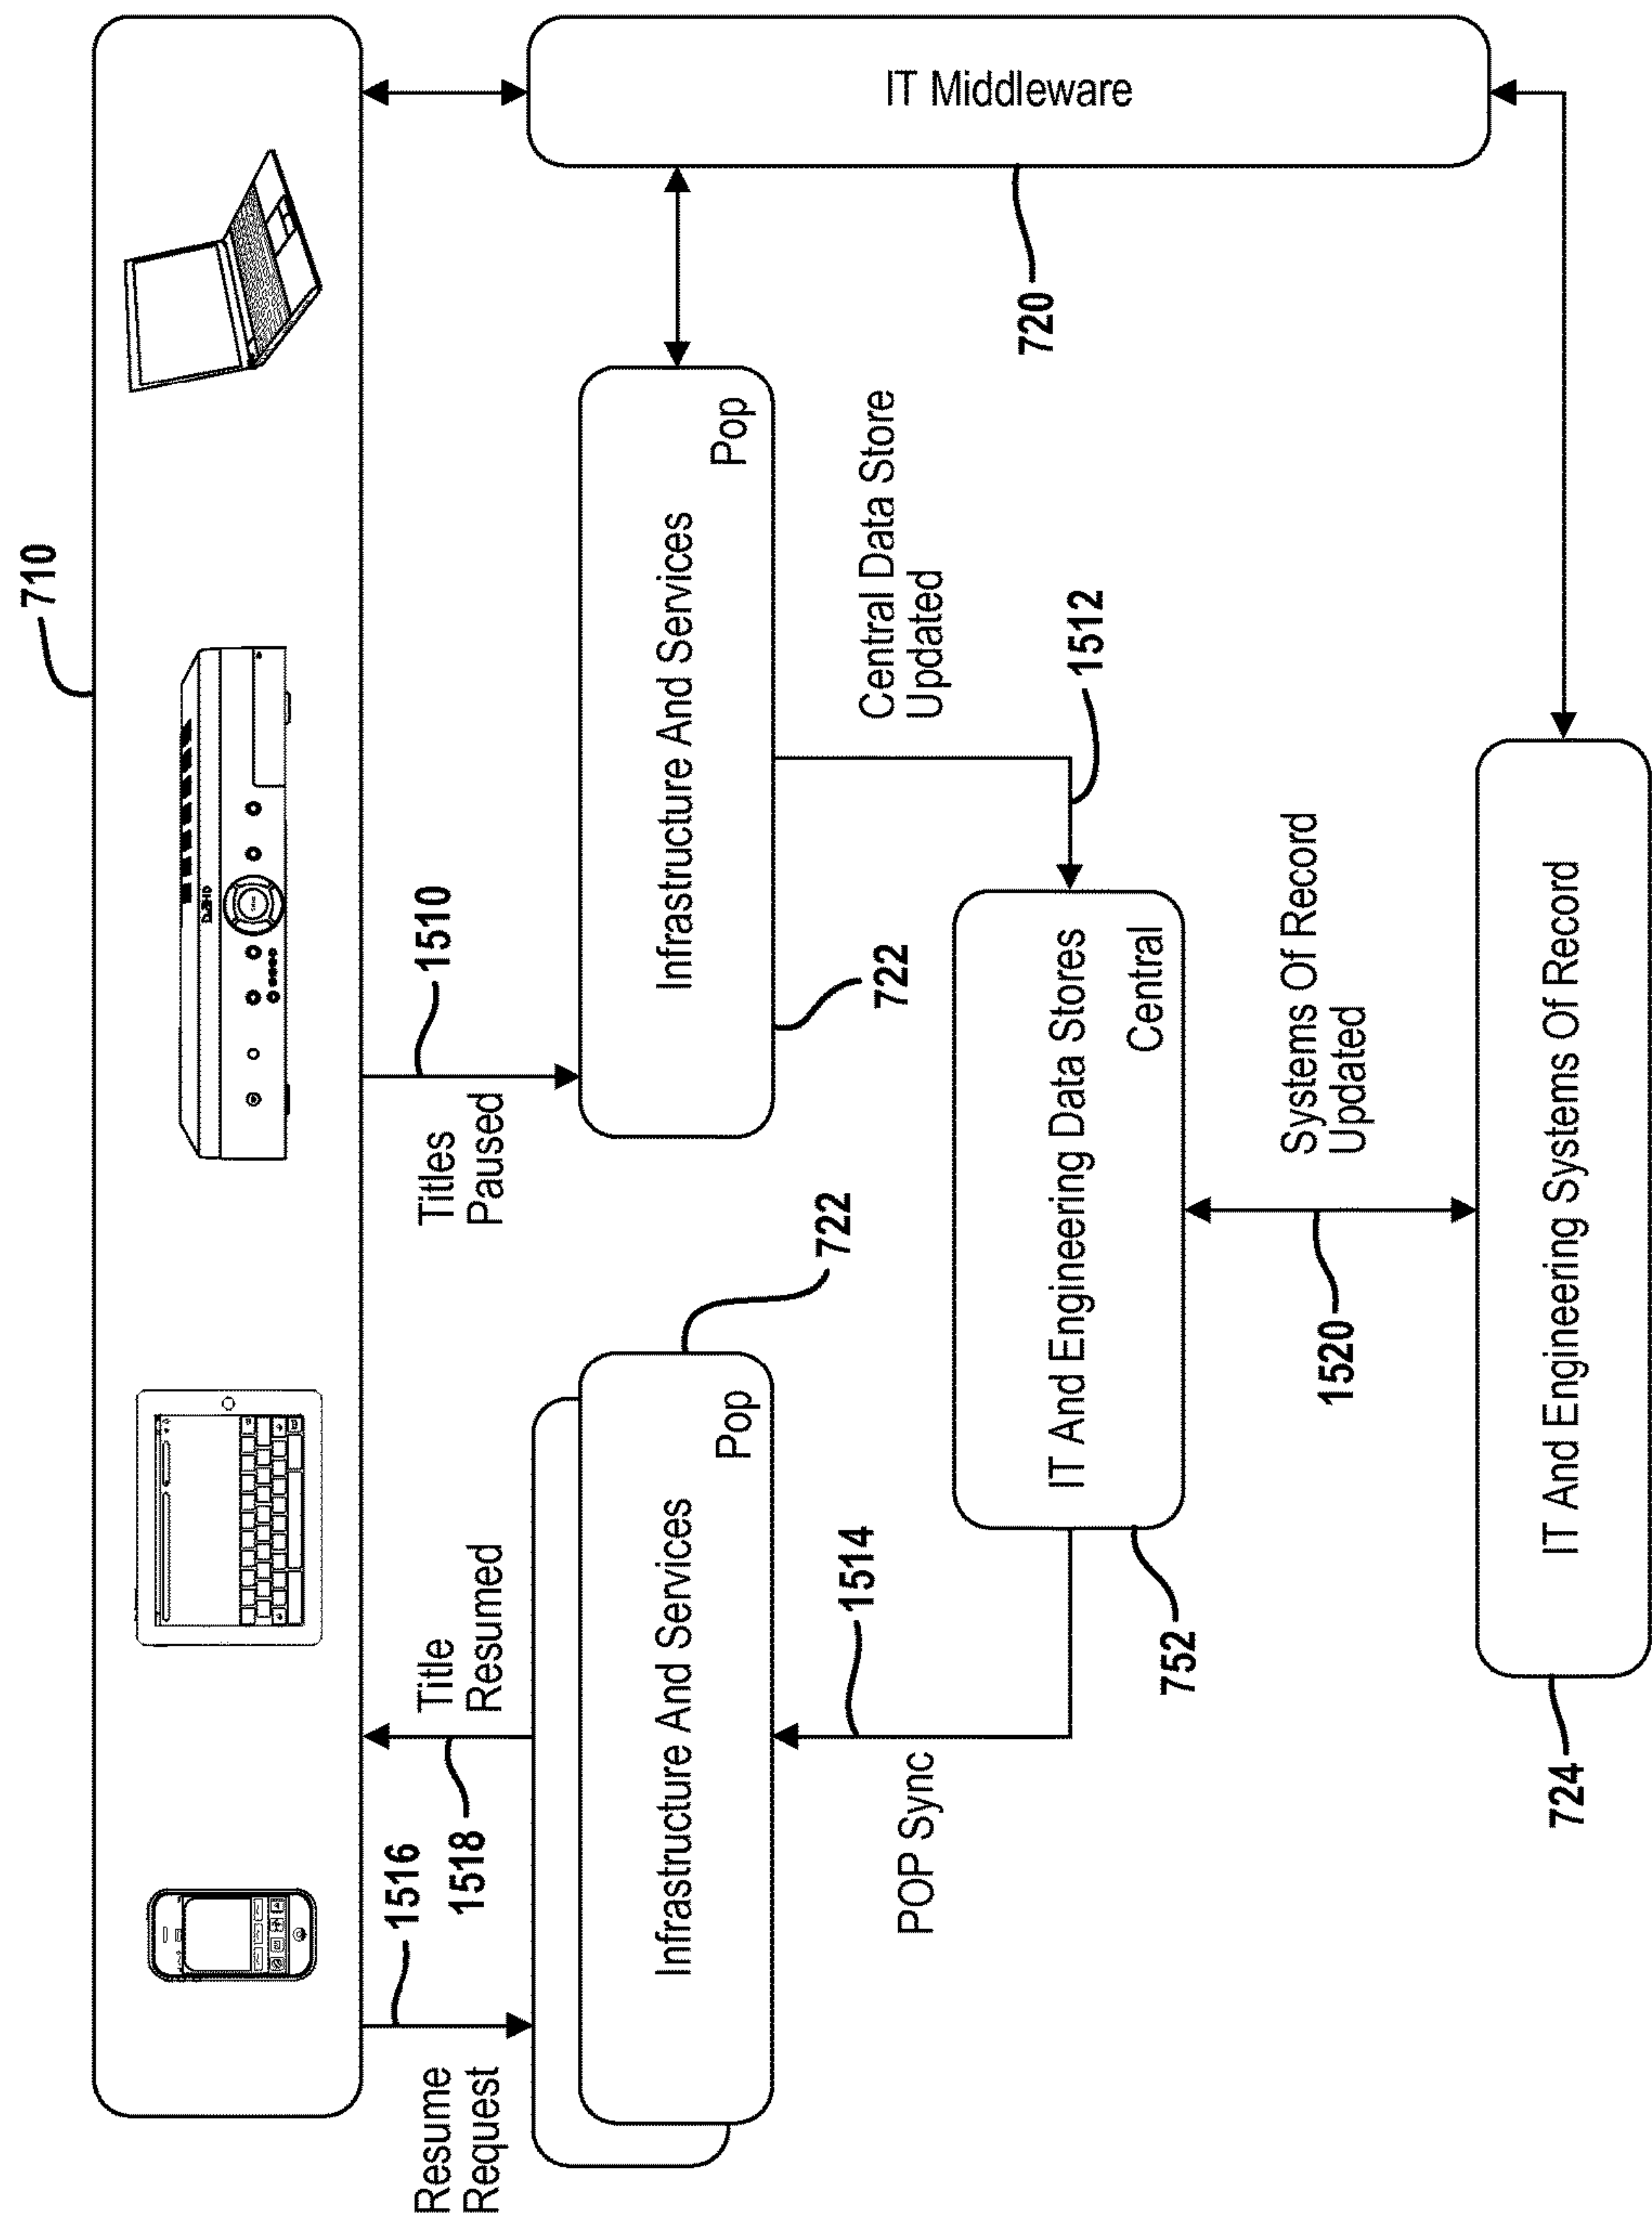 710
Resume
Request
1516
1518
Title
Resumed
Titles
Paused
1510
Infrastructure And Services
Pop
722
Infrastructure And Services
Pop
722
IT Middleware
720
POP Sync
1514
Central Data Store
Updated
1512
IT And Engineering Data Stores
Central
752
1520
Systems Of Record
Updated
IT And Engineering Systems Of Record
724